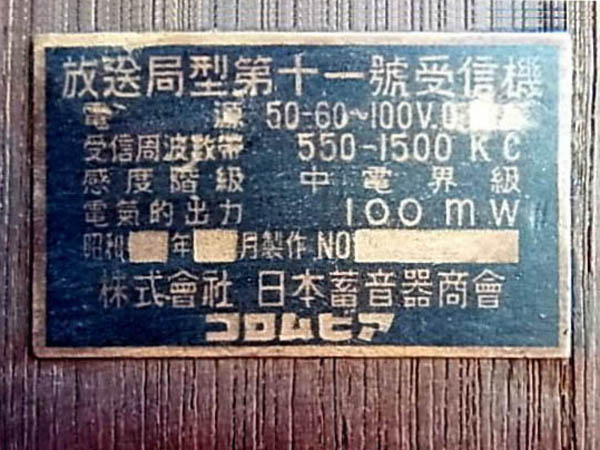 放送局型第十一號受信機
電源 50-60~100V.0
受信周波数帯 550-1500 KC
感度階級 中電界級
電氣的出力 100mW
昭和 年 月製作 NO
株式會社 日本蓄音器商會
コロムビア